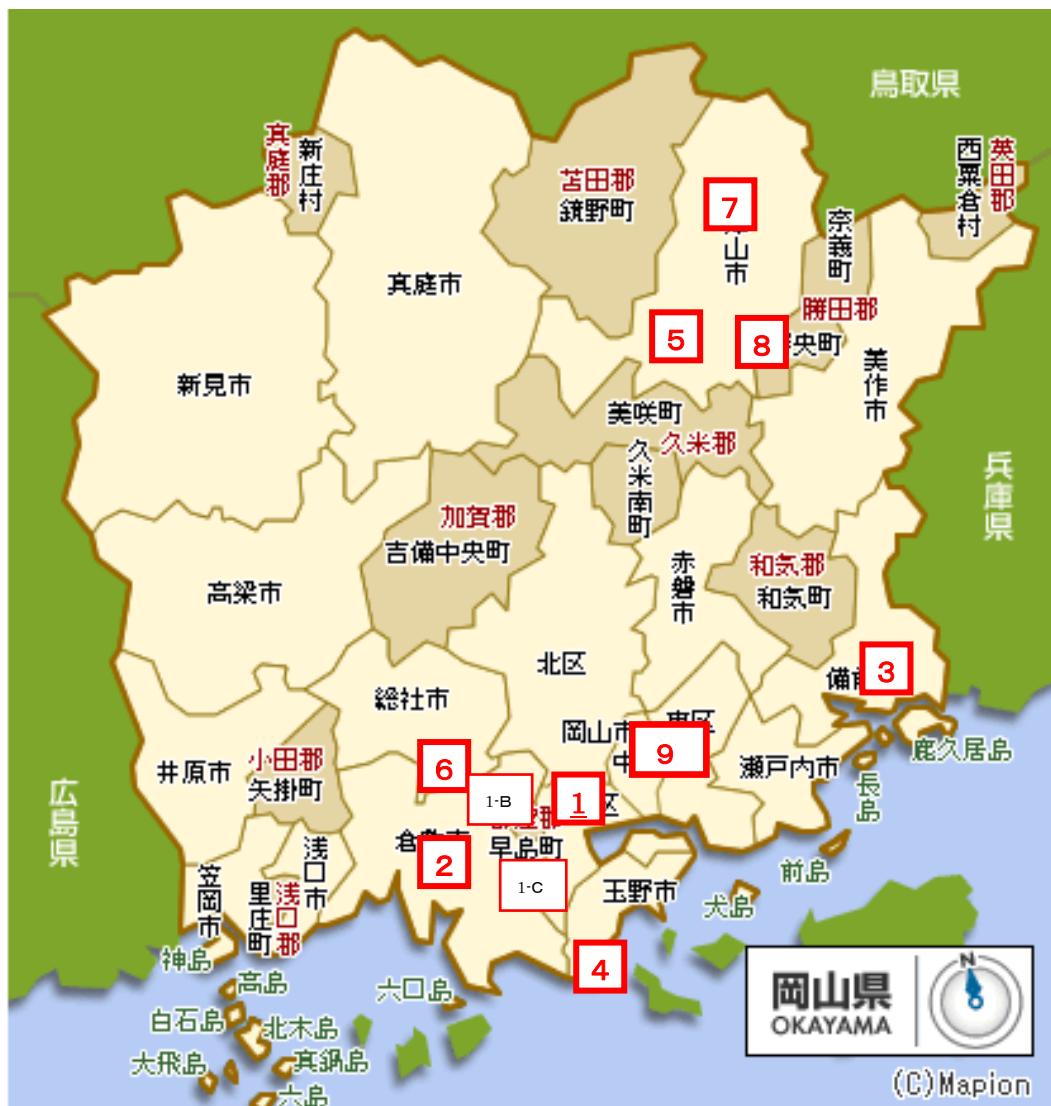 鳥取県
真庭郡
新庄村
苫田郡
鏡野町
7
山市
奈義町
英田郡
西粟倉村
真庭市
勝田郡
5
8
央町
新見市
美作市
美咲町
久米郡
久米南町
兵庫県
加賀郡
吉備中央町
高梁市
赤磐市
和気郡
和気町
北区
3
備前
総社市
岡山市
東区
中
9
瀬戸内市
鹿久居島
長島
井原市
小田郡
矢掛町
6
1-B
1
区
広島県
倉敷市
2
早島町
1-C
浅口市
笠岡市
里庄町
浅口郡
玉野市
前島
犬島
神島
高島
六口島
4
白石島
北木島
大飛島
真鍋島
六島
岡山県
OKAYAMA
N
(C)Mapion